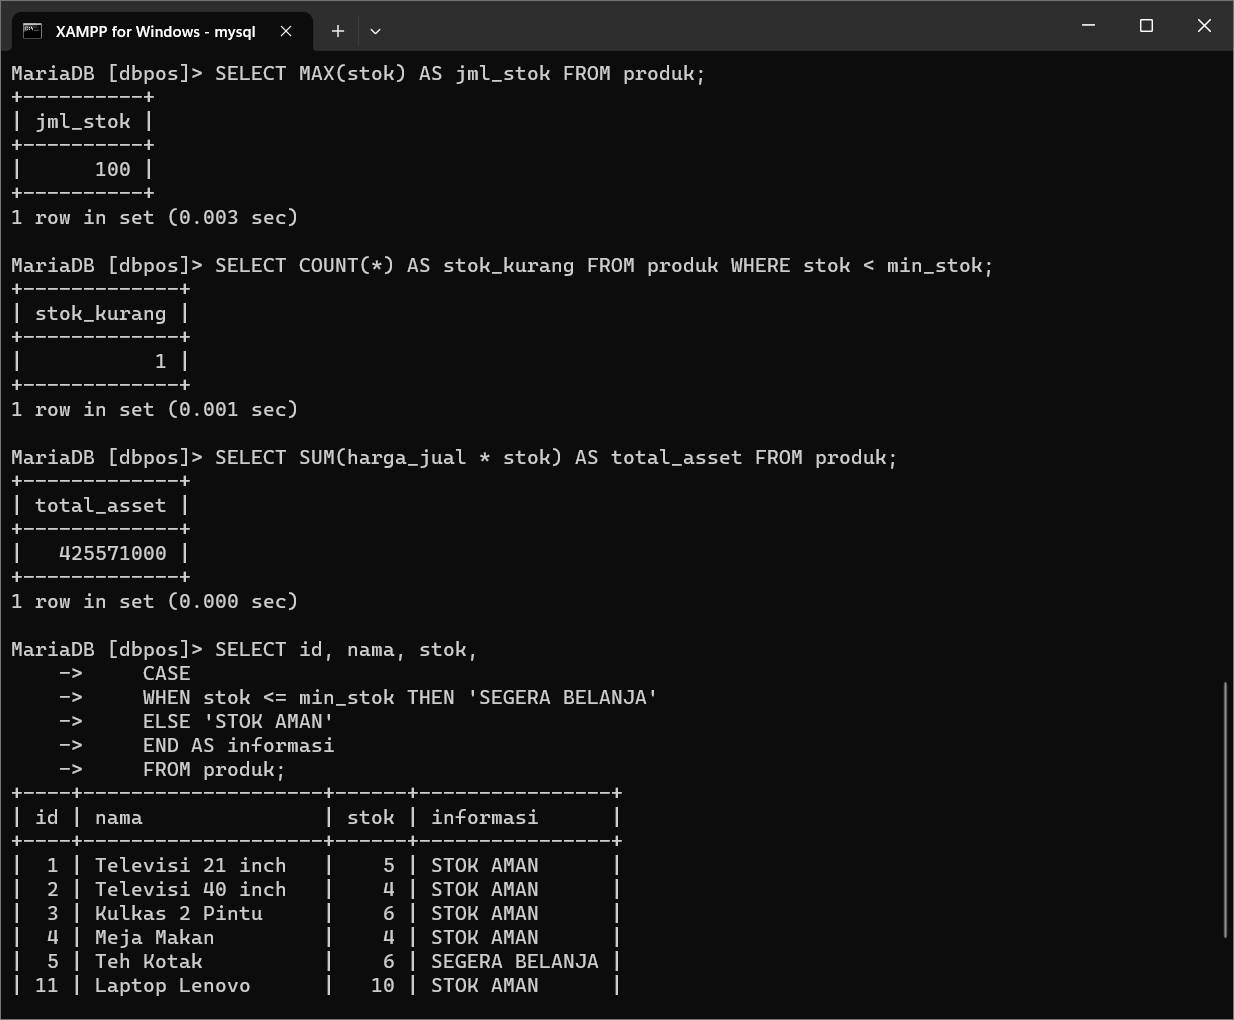 XAMPP for Windows - mysql
MariaDB [dbpos]> SELECT MAX(stok) AS jml_stok FROM produk;
+----------+
| jml_stok |
+----------+
|      100 |
+----------+
1 row in set (0.003 sec)

MariaDB [dbpos]> SELECT COUNT(*) AS stok_kurang FROM produk WHERE stok < min_stok;
+-------------+
| stok_kurang |
+-------------+
|           1 |
+-------------+
1 row in set (0.001 sec)

MariaDB [dbpos]> SELECT SUM(harga_jual * stok) AS total_asset FROM produk;
+-------------+
| total_asset |
+-------------+
|   425571000 |
+-------------+
1 row in set (0.000 sec)

MariaDB [dbpos]> SELECT id, nama, stok,
    ->     CASE
    ->     WHEN stok <= min_stok THEN 'SEGERA BELANJA'
    ->     ELSE 'STOK AMAN'
    ->     END AS informasi
    ->     FROM produk;
+----+--------------------+------+----------------+
| id | nama               | stok | informasi      |
+----+--------------------+------+----------------+
|  1 | Televisi 21 inch   |    5 | STOK AMAN      |
|  2 | Televisi 40 inch   |    4 | STOK AMAN      |
|  3 | Kulkas 2 Pintu     |    6 | STOK AMAN      |
|  4 | Meja Makan         |    4 | STOK AMAN      |
|  5 | Teh Kotak          |    6 | SEGERA BELANJA |
| 11 | Laptop Lenovo      |   10 | STOK AMAN      |